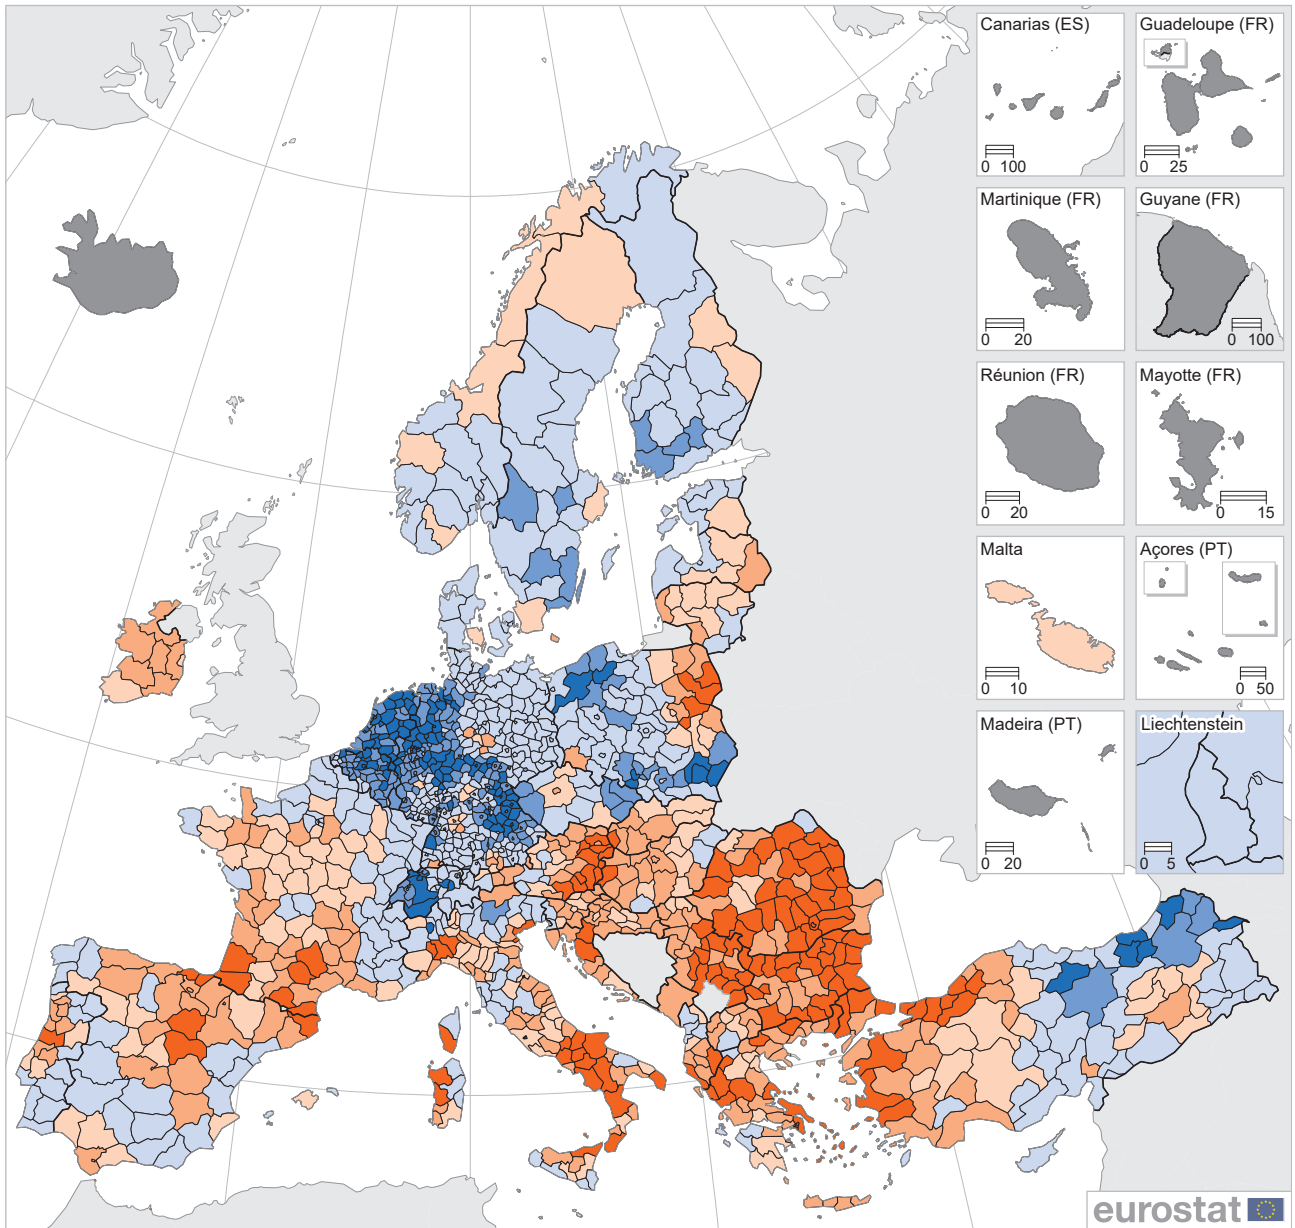 Canarias (ES)
0 100
Guadeloupe (FR)
0 25
Martinique (FR)
0 20
Guyane (FR)
0 100
Réunion (FR)
0 20
Mayotte (FR)
0 15
Malta
0 10
Açores (PT)
0 50
Madeira (PT)
0 20
Liechtenstein
0 5
eurostat